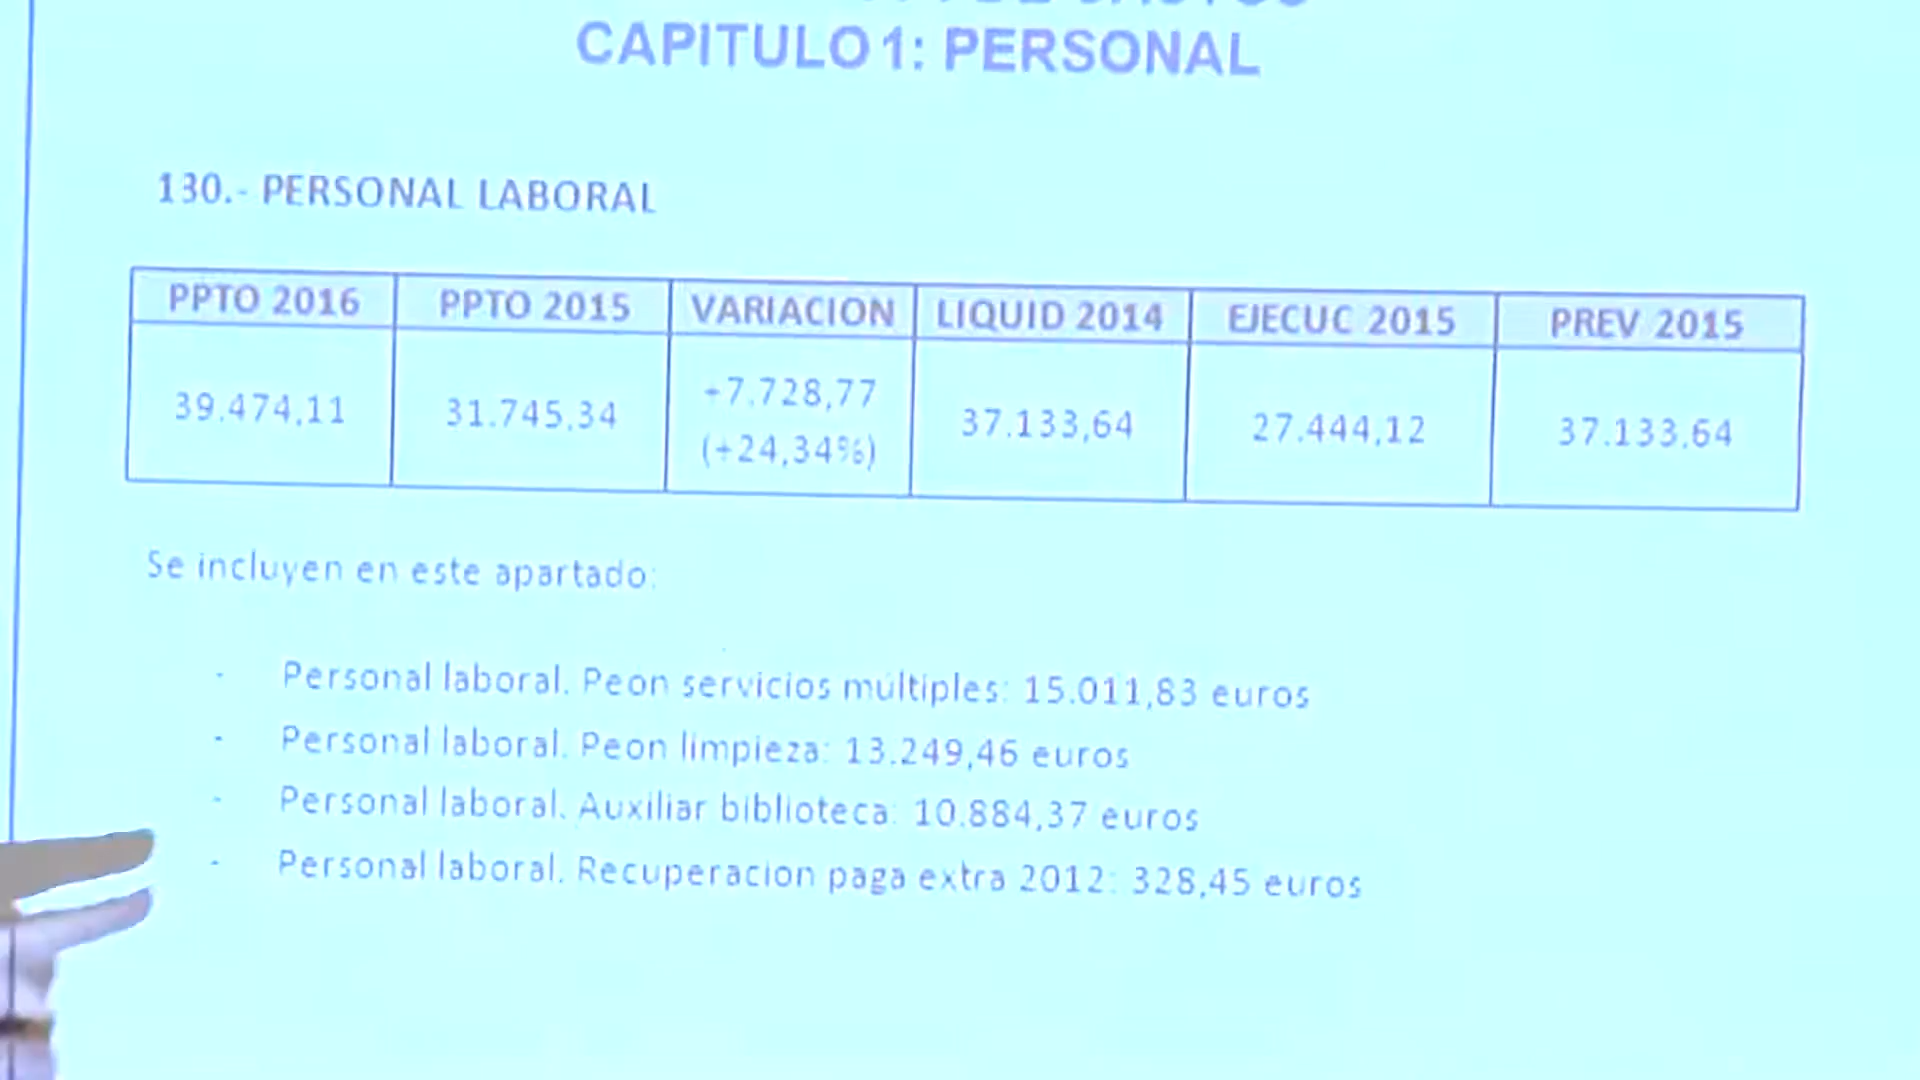 CAPITULO 1: PERSONAL
130.- PERSONAL LABORAL
PPTO 2016 PPTO 2015 VARIACION LIQUID 2014 EJECUC 2015 PREV 2015
39.474,11 31.745,34 +7.728,77 (+24,34%) 37.133,64 27.444,12 37.133,64
Se incluyen en este apartado:
- Personal laboral. Peón servicios múltiples: 15.011,83 euros
- Personal laboral. Peon limpieza: 13.249,46 euros
- Personal laboral. Auxiliar biblioteca: 10.884,37 euros
- Personal laboral. Recuperacion paga extra 2012: 328,45 euros